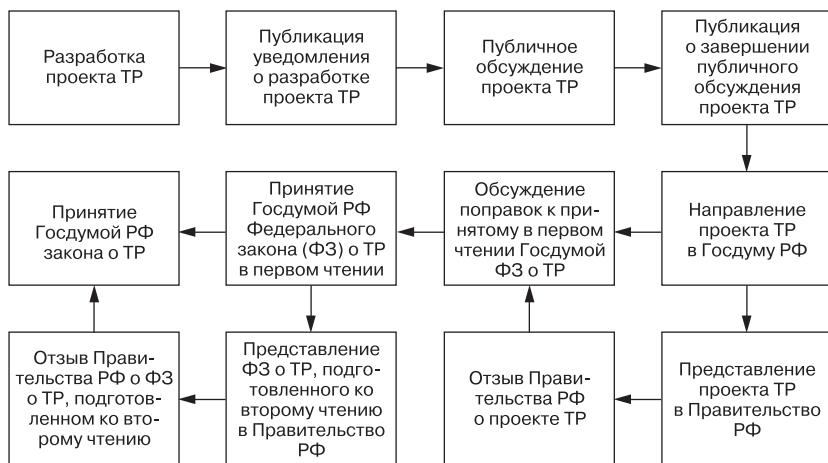 Разработка
проекта ТР
Публикация
уведомления
о разработке
проекта ТР
Публичное
обсуждение
проекта ТР
Публикация
о завершении
публичного
обсуждения
проекта ТР
Принятие
Госдумой РФ
закона о ТР
Принятие
Госдумой РФ
Федерального
закона (ФЗ) о ТР
в первом чтении
Обсуждение
поправок к при-
нятому в первом
чтении Госдумой
ФЗ о ТР
Направление
проекта ТР
в Госдуму РФ
Отзыв Прави-
тельства РФ о ФЗ
о ТР, подготов-
ленном ко вто-
рому чтению
Представление
ФЗ о ТР, подго-
товленного ко
второму чтению
в Правительство
РФ
Отзыв Прави-
тельства РФ
о проекте ТР
Представление
проекта ТР
в Правительство
РФ